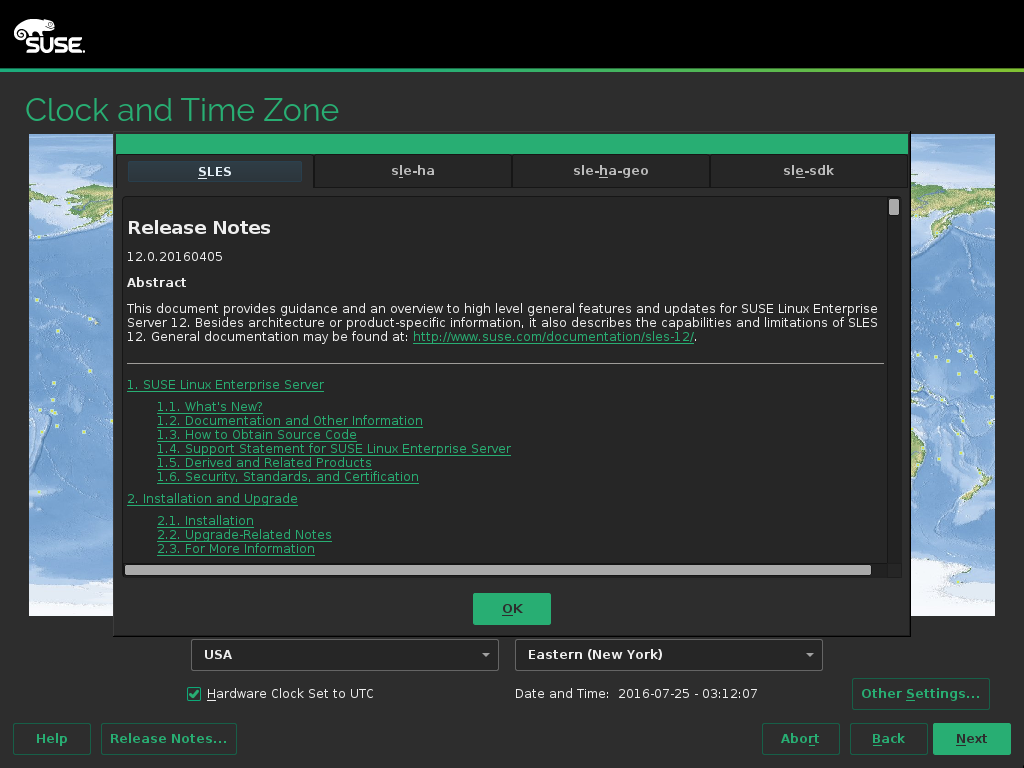 SUSE
Clock and Time Zone
SLES
sle-ha
sle-ha-geo
sle-sdk
Release Notes
12.0.20160405
Abstract
This document provides guidance and an overview to high level general features and updates for SUSE Linux Enterprise
Server 12. Besides architecture or product-specific information, it also describes the capabilities and limitations of SLES
12. General documentation may be found at: http://www.suse.com/documentation/sles-12/.
1. SUSE Linux Enterprise Server
1.1. What's New?
1.2. Documentation and Other Information
1.3. How to Obtain Source Code
1.4. Support Statement for SUSE Linux Enterprise Server
1.5. Derived and Related Products
1.6. Security, Standards, and Certification
2. Installation and Upgrade
2.1. Installation
2.2. Upgrade-Related Notes
2.3. For More Information
OK
USA
Eastern (New York)
Hardware Clock Set to UTC
Date and Time: 2016-07-25 - 03:12:07
Other Settings...
Help
Release Notes...
Abort
Back
Next